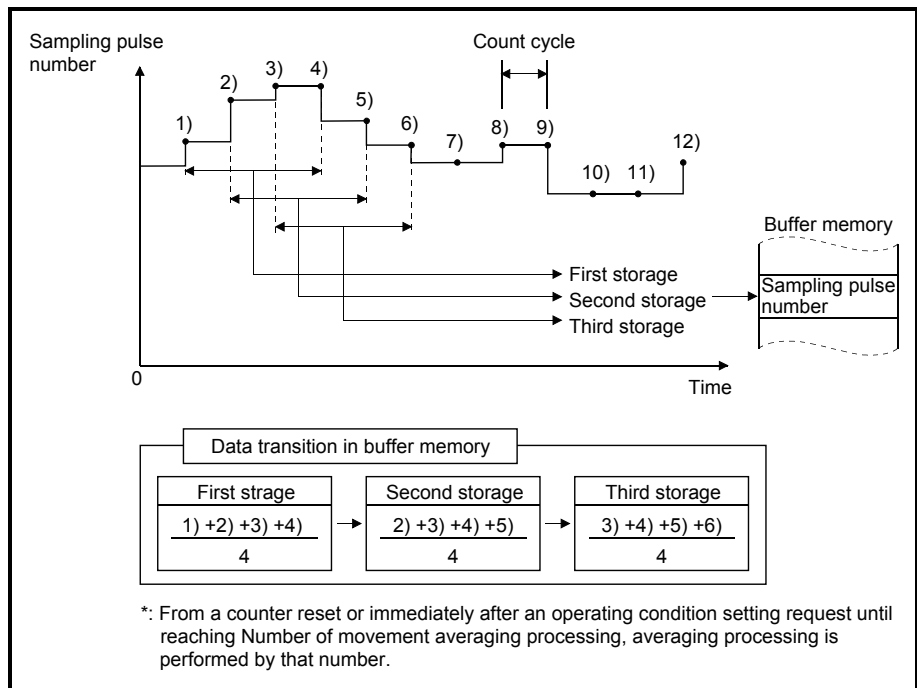 Sampling pulse
number
Count cycle
1)
2)
3)
4)
5)
6)
7)
8)
9)
10)
11)
12)
Buffer memory
First storage
Second storage
Third storage
Sampling pulse
number
0
Time
Data transition in buffer memory
First strage
1) +2) +3) +4)
4
Second storage
2) +3) +4) +5)
4
Third storage
3) +4) +5) +6)
4
*: From a counter reset or immediately after an operating condition setting request until
reaching Number of movement averaging processing, averaging processing is
performed by that number.